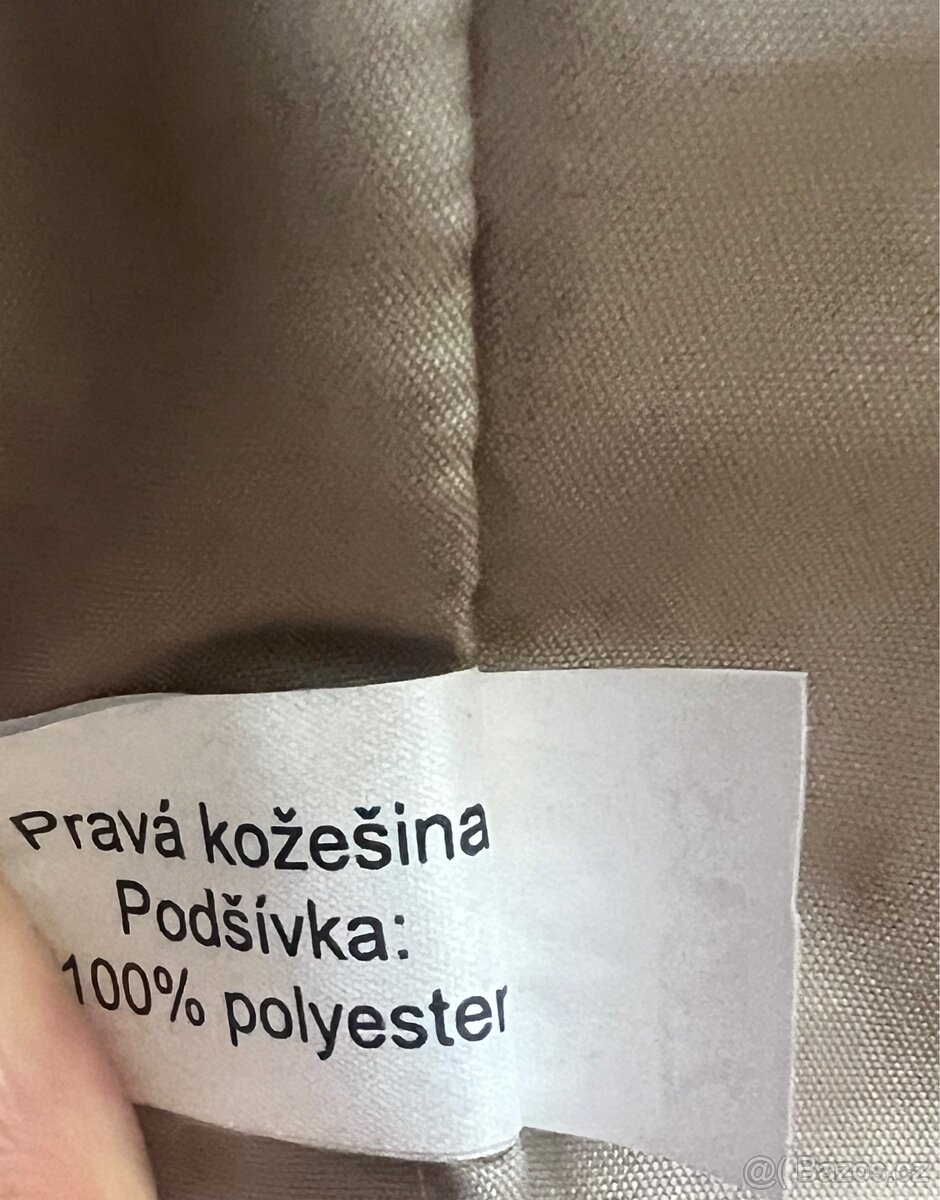 Pravá kožešina
Podšívka:
100% polyester
@( Bazos.cz